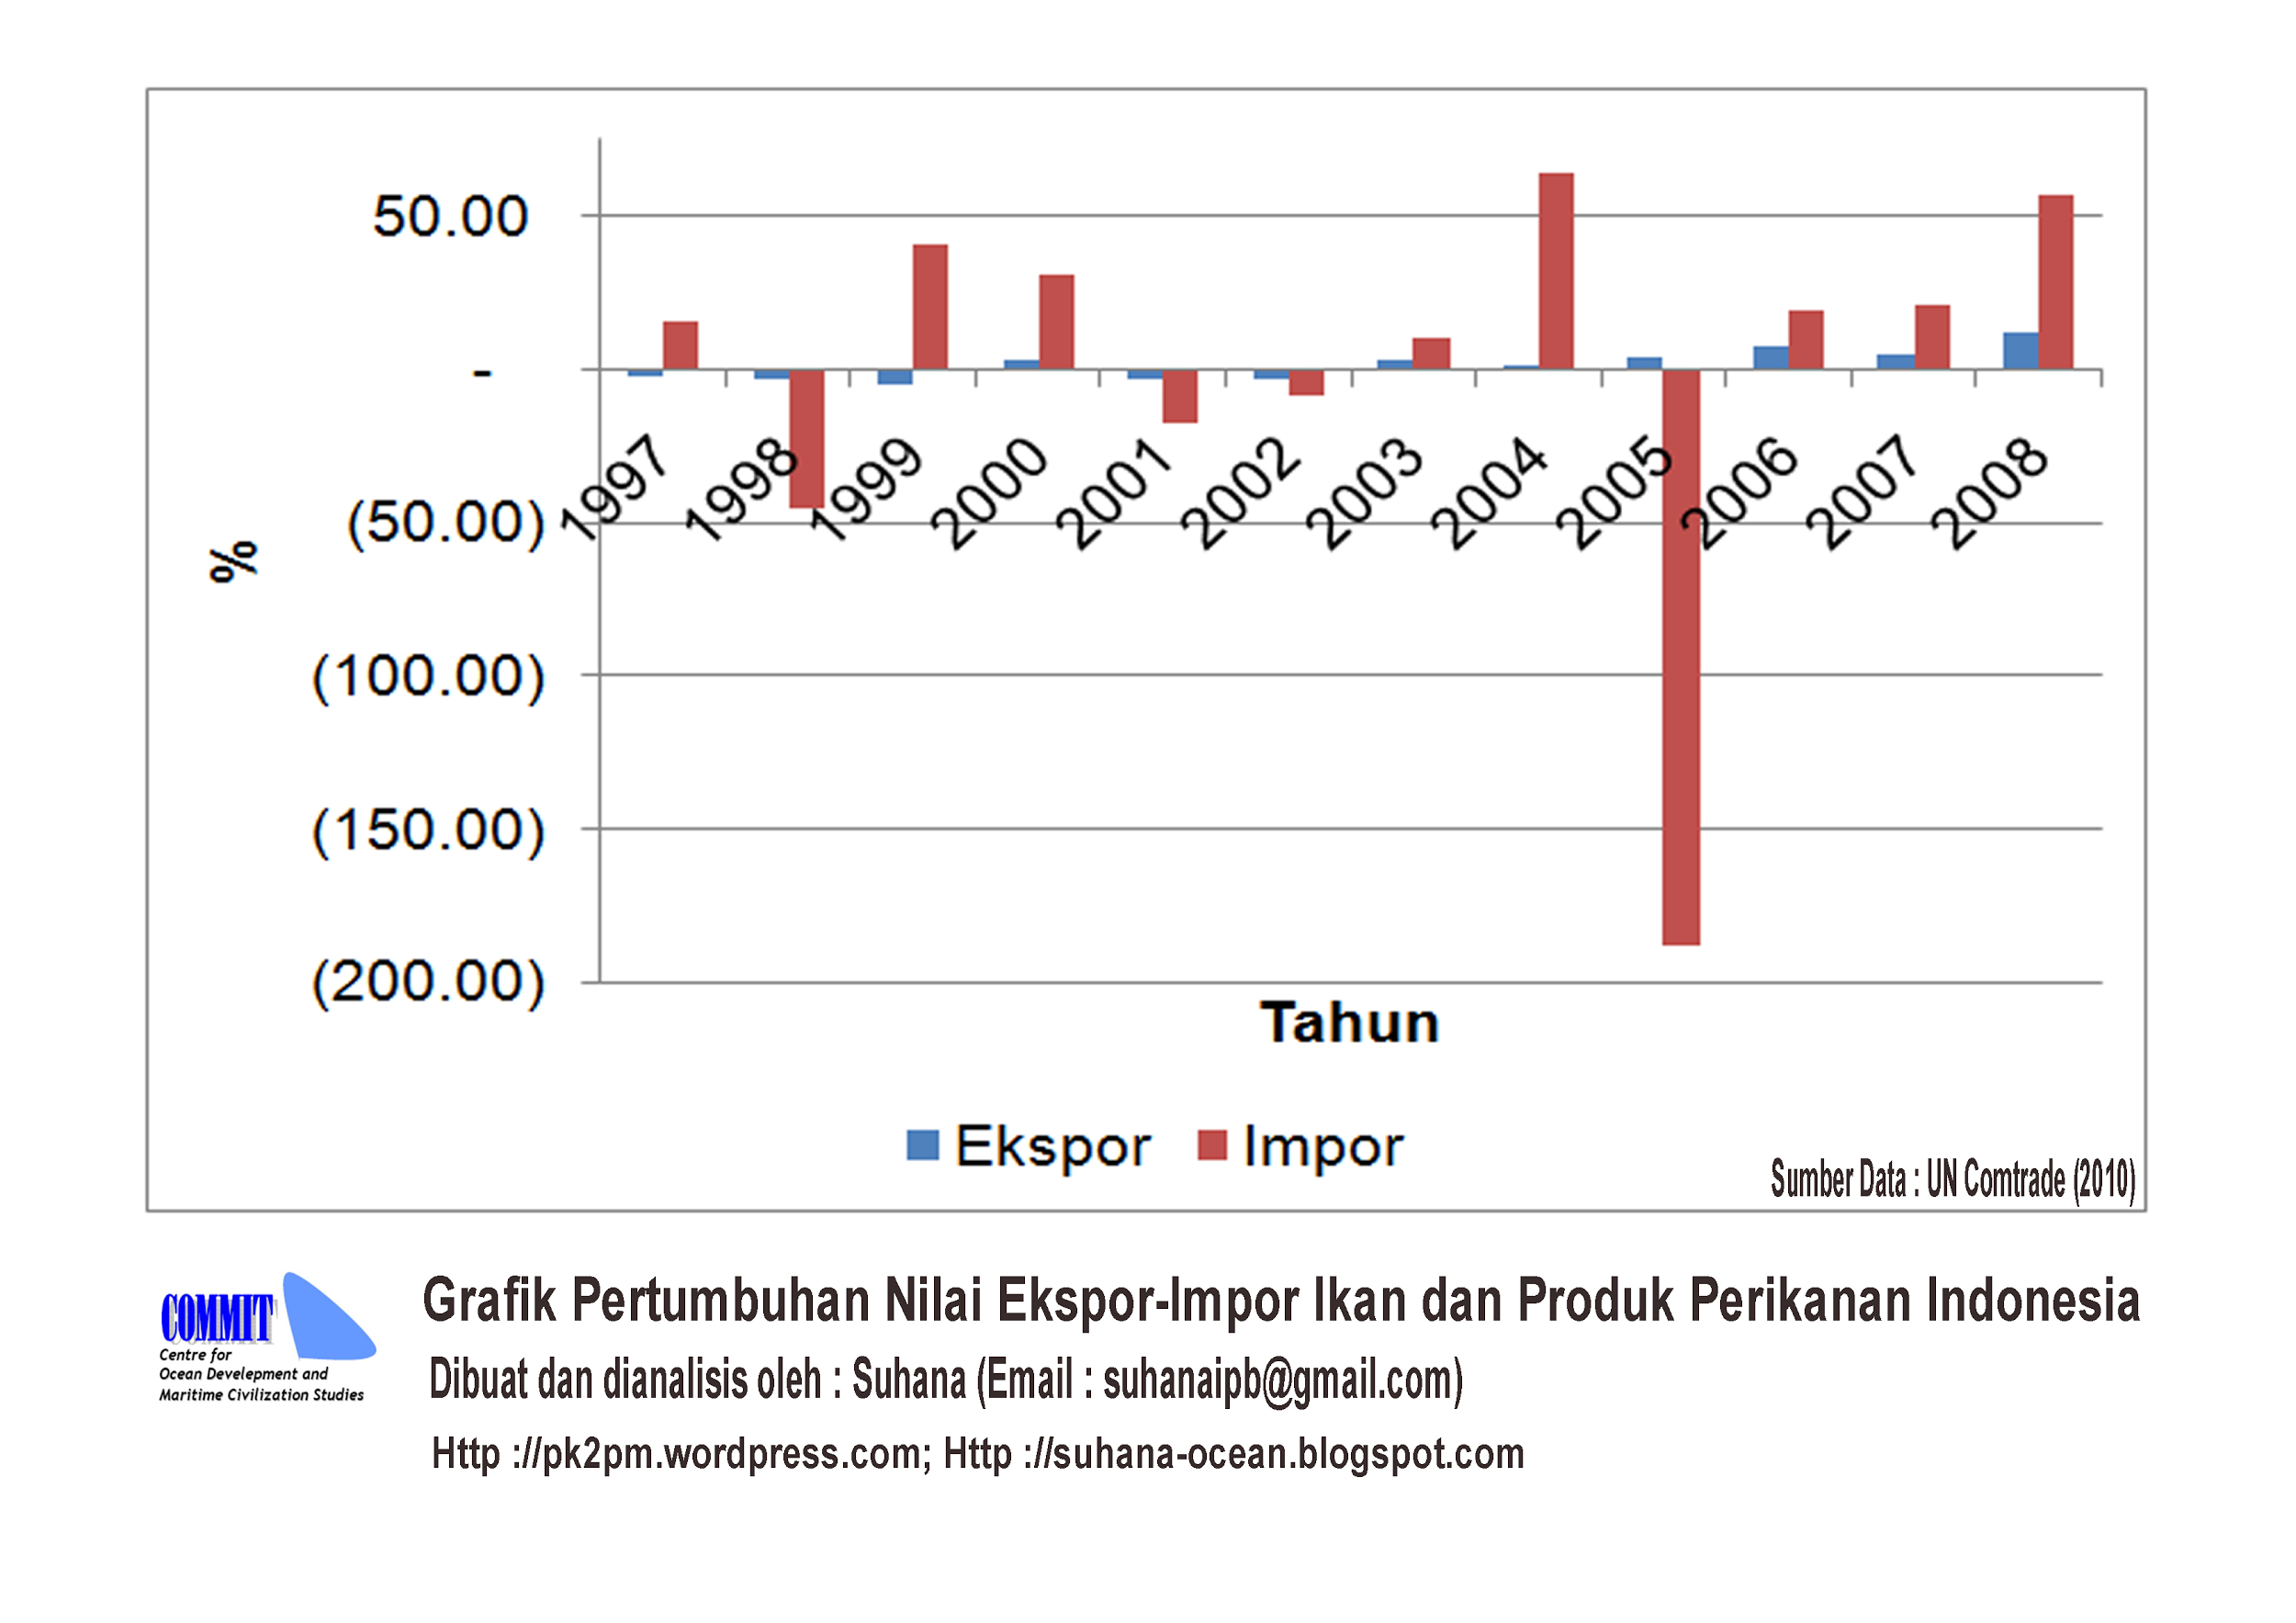 50.00
-
(50.00)
(100.00)
(150.00)
(200.00)
%
1997 1998 1999 2000 2001 2002 2003 2004 2005 2006 2007 2008
Tahun
Ekspor Impor
Sumber Data : UN Comtrade (2010)
COMMIT
Centre for
Ocean Develepment and
Maritime Civilization Studies
Grafik Pertumbuhan Nilai Ekspor-Impor Ikan dan Produk Perikanan Indonesia
Dibuat dan dianalisis oleh : Suhana (Email : suhanaipb@gmail.com)
Http ://pk2pm.wordpress.com; Http ://suhana-ocean.blogspot.com